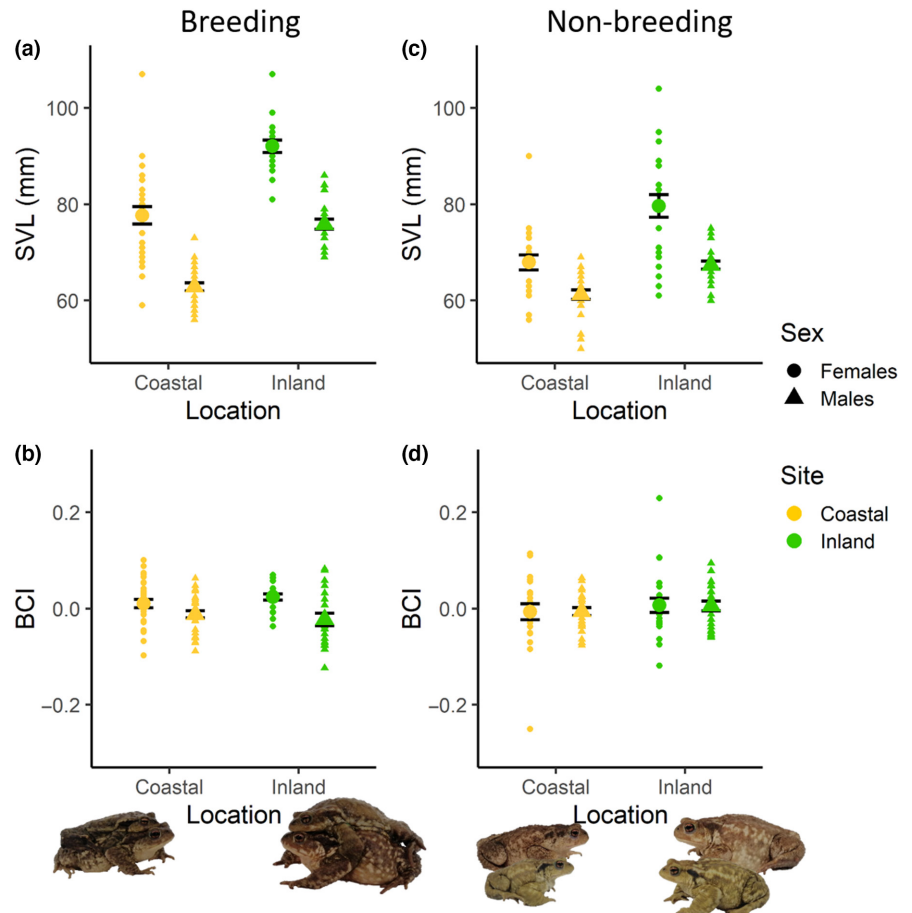 Breeding
Non-breeding
(a)
SVL (mm)
100
80
60
Coastal
Inland
Location
(c)
SVL (mm)
100
80
60
Coastal
Inland
Location
Sex
Females
Males
(b)
BCI
0.2
0.0
−0.2
Coastal
Inland
Location
(d)
BCI
0.2
0.0
−0.2
Coastal
Inland
Location
Site
Coastal
Inland